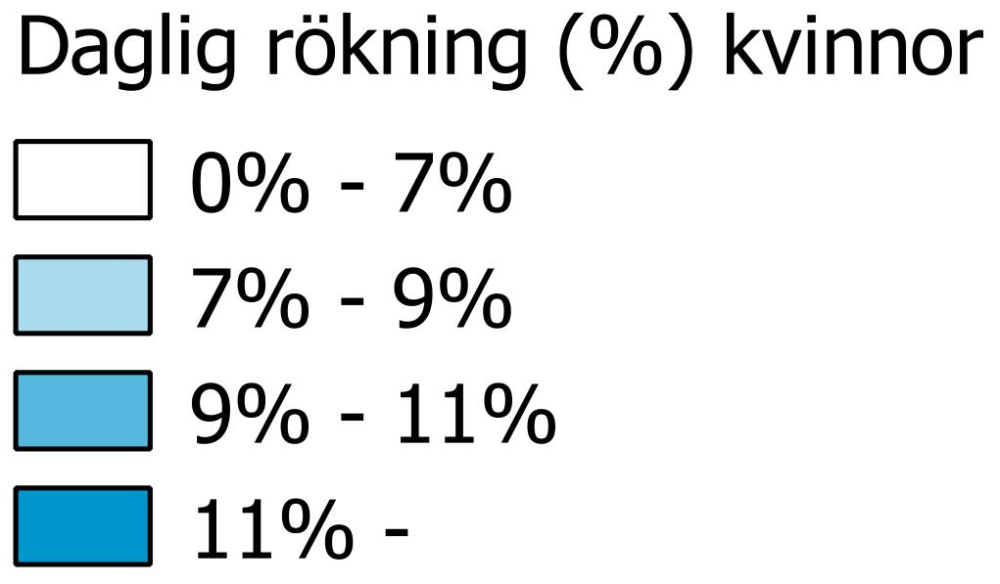 Daglig rökning (%) kvinnor
0% - 7%
7% - 9%
9% - 11%
11% -